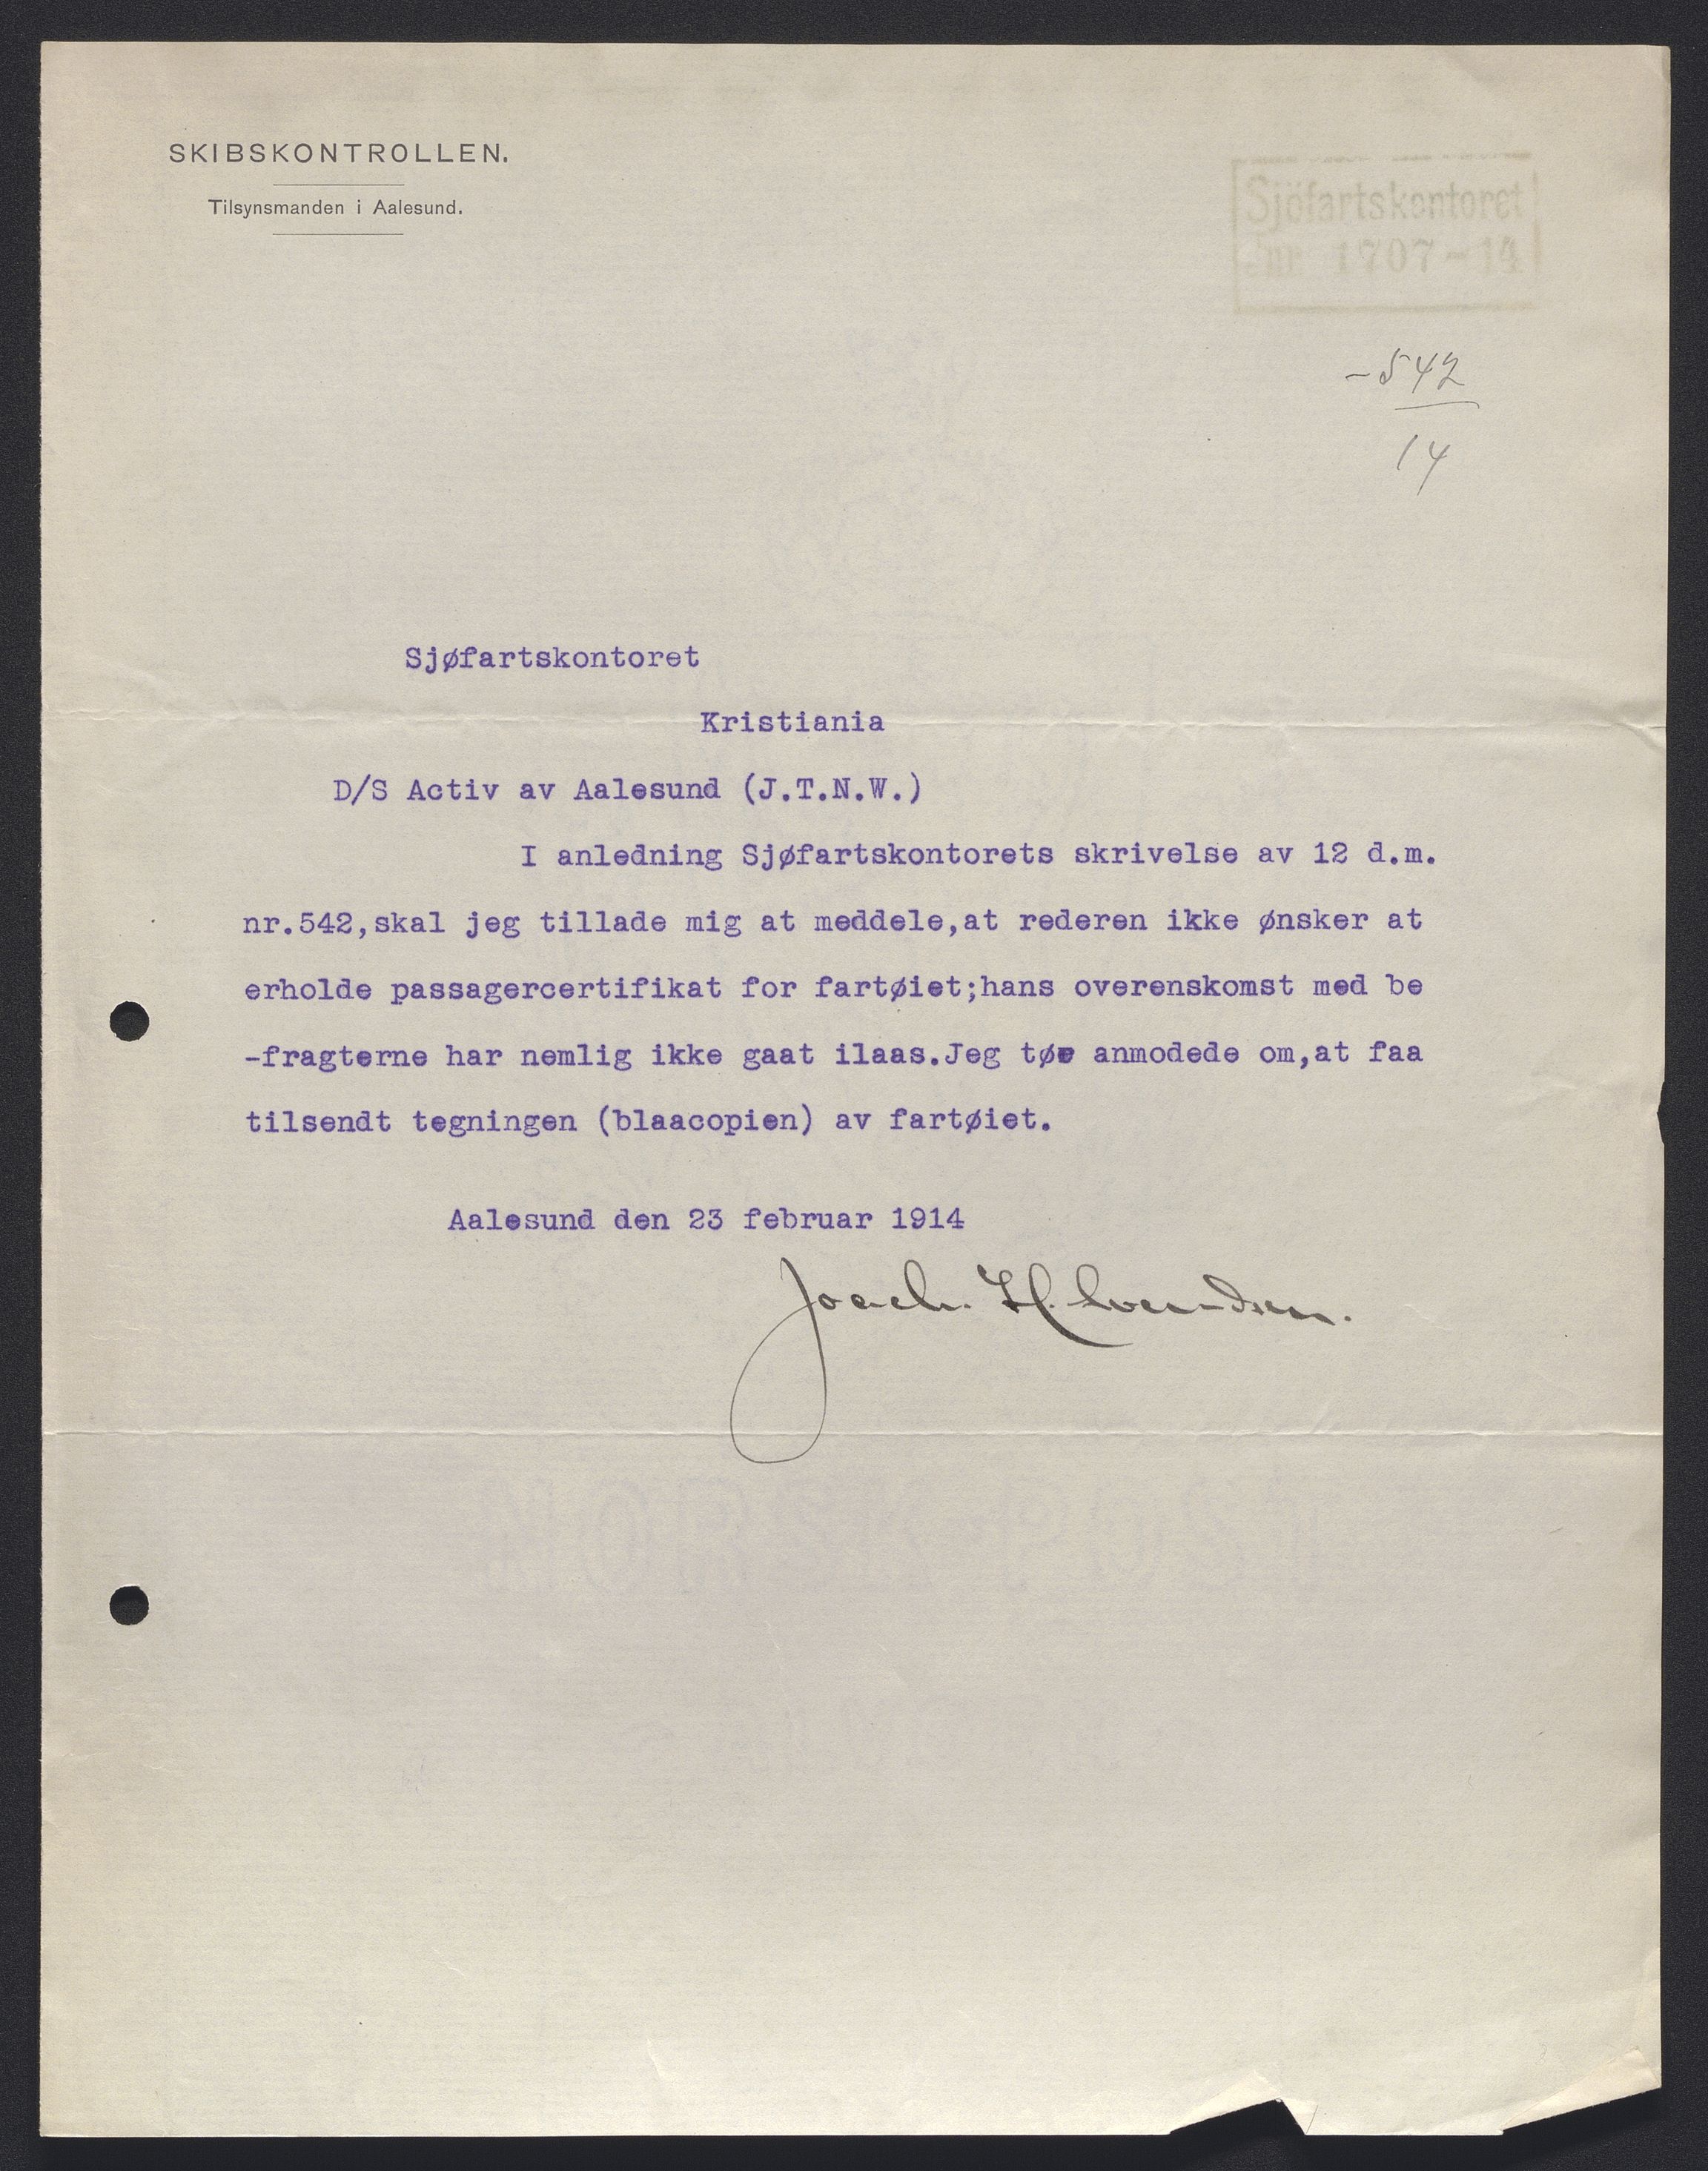 SKIBSKONTROLLEN.
Tilsynsmanden i Aalesund.
Sjöfartskontoret
Jnr 1707-14
-542
14
Sjøfartskontoret
Kristiania
D/S Activ av Aalesund (J.T.N.W.)
I anledning Sjøfartskontorets skrivelse av 12 d.m.
nr.542,skal jeg tillade mig at meddele,at rederen ikke ønsker at
erholde passagercertifikat for fartøiet;hans overenskomst med be
-fragterne har nemlig ikke gaat ilaas.Jeg tør anmodede om,at faa
tilsendt tegningen (blaacopien) av fartøiet.
Aalesund den 23 februar 1914
Joach. H.